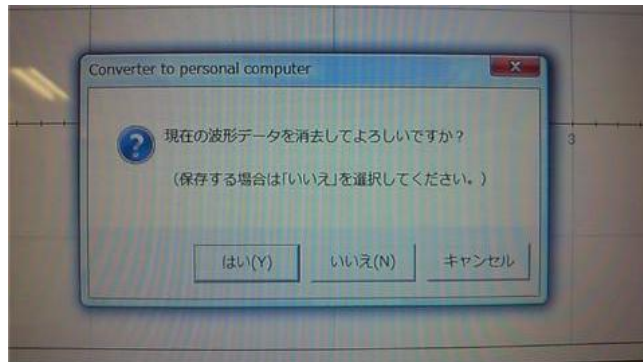 Converter to personal computer
現在の波形データを消去してよろしいですか？
（保存する場合は「いいえ」を選択してください。）
3
はい(Y)
いいえ(N)
キャンセル